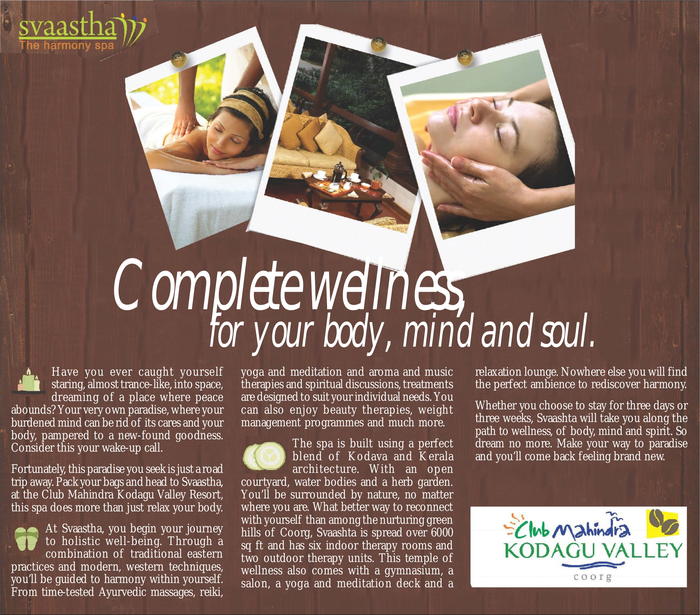 svaastha
The harmony spa
Complete wellness,
for your body, mind and soul.
Have you ever caught yourself
staring, almost trance-like, into space,
dreaming of a place where peace
abounds? Your very own paradise, where your
burdened mind can be rid of its cares and your
body, pampered to a new-found goodness.
Consider this your wake-up call.
Fortunately, this paradise you seek is just a road
trip away. Pack your bags and head to Svaastha,
at the Club Mahindra Kodagu Valley Resort,
this spa does more than just relax your body.
At Svaastha, you begin your journey
to holistic well-being. Through a
combination of traditional eastern
practices and modern, western techniques,
you'll be guided to harmony within yourself.
From time-tested Ayurvedic massages, reiki,
yoga and meditation and aroma and music
therapies and spiritual discussions, treatments
are designed to suit your individual needs. You
can also enjoy beauty therapies, weight
management programmes and much more.
The spa is built using a perfect
blend of Kodava and Kerala
architecture. With an open
courtyard, water bodies and a herb garden.
You'll be surrounded by nature, no matter
where you are. What better way to reconnect
with yourself than among the nurturing green
hills of Coorg, Svaashta is spread over 6000
sq ft and has six indoor therapy rooms and
two outdoor therapy units. This temple of
wellness also comes with a gymnasium, a
salon, a yoga and meditation deck and a
relaxation lounge. Nowhere else you will find
the perfect ambience to rediscover harmony.
Whether you choose to stay for three days or
three weeks, Svaashta will take you along the
path to wellness, of body, mind and spirit. So
dream no more. Make your way to paradise
and you'll come back feeling brand new.
Club Mahindra
KODAGU VALLEY
coorg